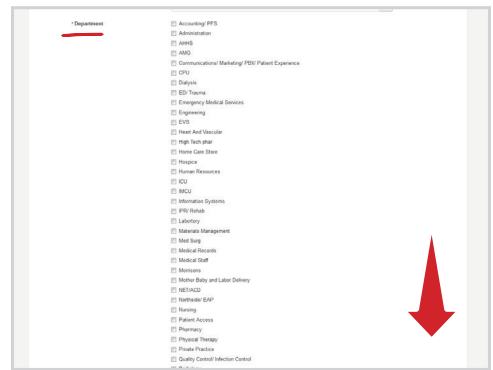 * Department
Accounting/ PFS
Administration
AHHS
AMG
Communications/ Marketing/ PBX/ Patient Experience
CPU
Dialysis
ED/ Trauma
Emergency Medical Services
Engineering
EVS
Heart And Vascular
High Tech phar
Home Care Store
Hospice
Human Resources
ICU
IMCU
Information Systems
IPR/ Rehab
Labortory
Materials Management
Med Surg
Medical Records
Medical Staff
Morrisons
Mother Baby and Labor Delivery
NET/ACD
Northside/ EAP
Nursing
Patient Access
Pharmacy
Physical Therapy
Private Practice
Quality Control/ Infection Control